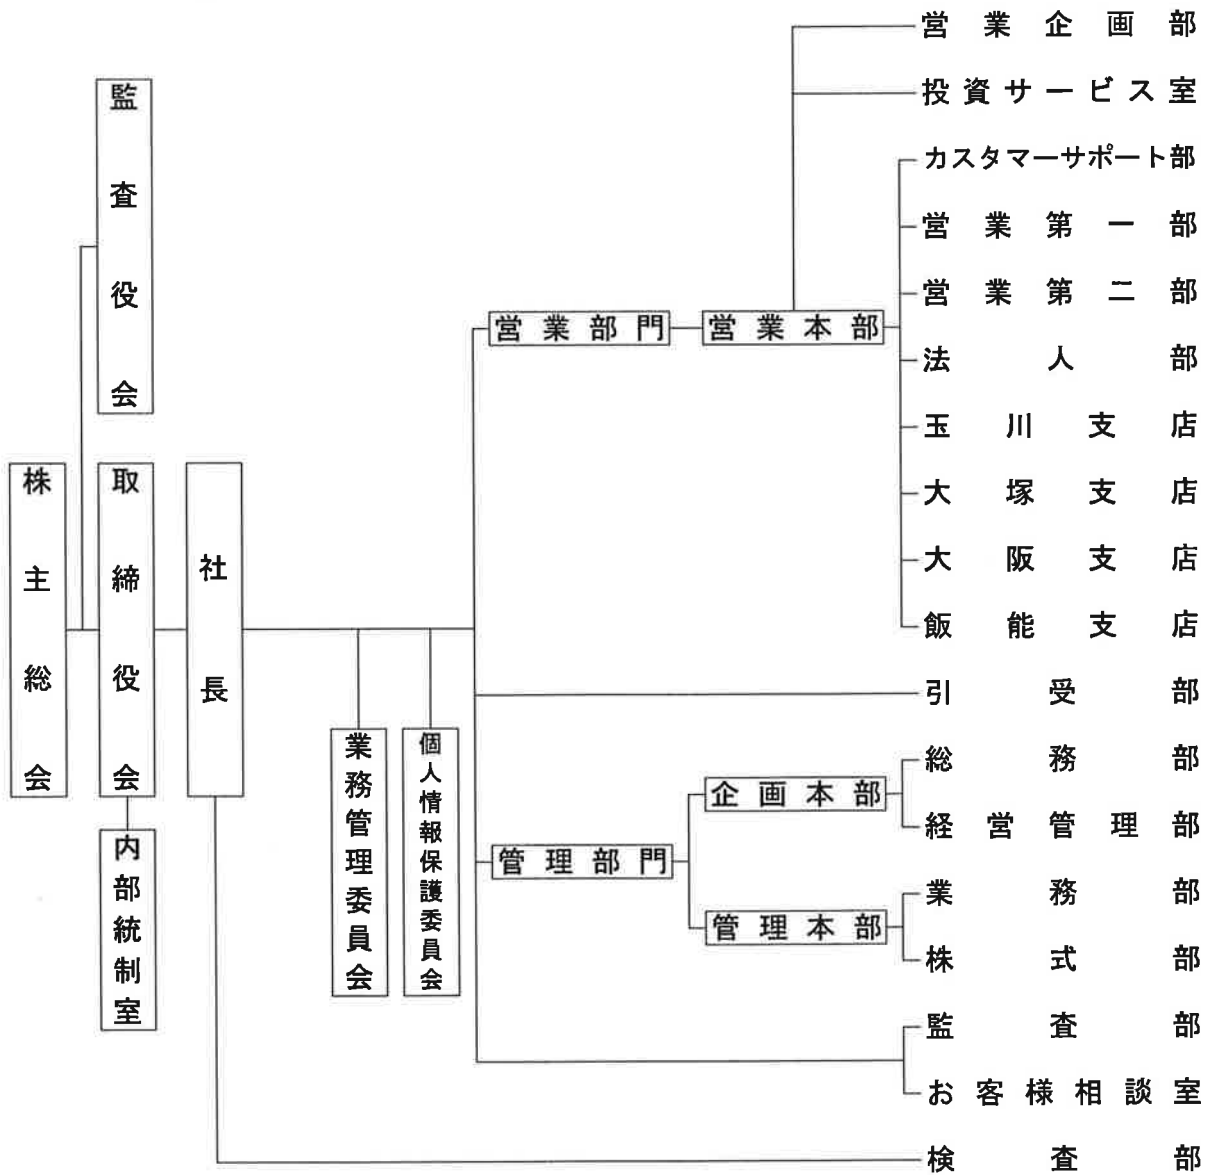 営業企画部
投資サービス室
カスタマーサポート部
営業第一部
営業第二部
法人部
玉川支店
大塚支店
大阪支店
飯能支店
引受部
総務部
経営管理部
業務部
株式部
監査部
お客様相談室
検査部
営業部門
営業本部
企画本部
管理部門
管理本部
監査役会
株主総会
取締役会
社長
内部統制室
業務管理委員会
個人情報保護委員会